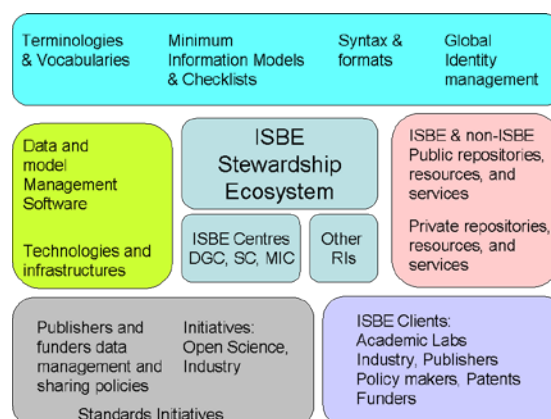 Terminologies
& Vocabularies
Minimum
Information Models
& Checklists
Syntax &
formats
Global
Identity
management
Data and
model
Management
Software
Technologies and
infrastructures
ISBE
Stewardship
Ecosystem
ISBE Centres
DGC, SC, MIC
Other
RIs
ISBE & non-ISBE
Public repositories,
resources, and
services
Private repositories,
resources, and
services
Publishers and
funders data
management and
sharing policies
Initiatives:
Open Science,
Industry
Standards Initiatives
ISBE Clients:
Academic Labs
Industry, Publishers
Policy makers, Patents
Funders